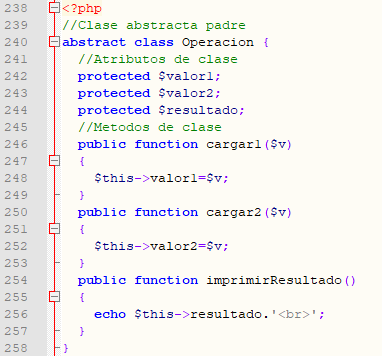 238 <?php
239 //Clase abstracta padre
240 abstract class Operacion {
241 //Atributos de clase
242 protected $valor1;
243 protected $valor2;
244 protected $resultado;
245 //Metodos de clase
246 public function cargar1($v)
247 {
248 $this->valor1=$v;
249 }
250 public function cargar2($v)
251 {
252 $this->valor2=$v;
253 }
254 public function imprimirResultado()
255 {
256 echo $this->resultado.'<br>';
257 }
258 }